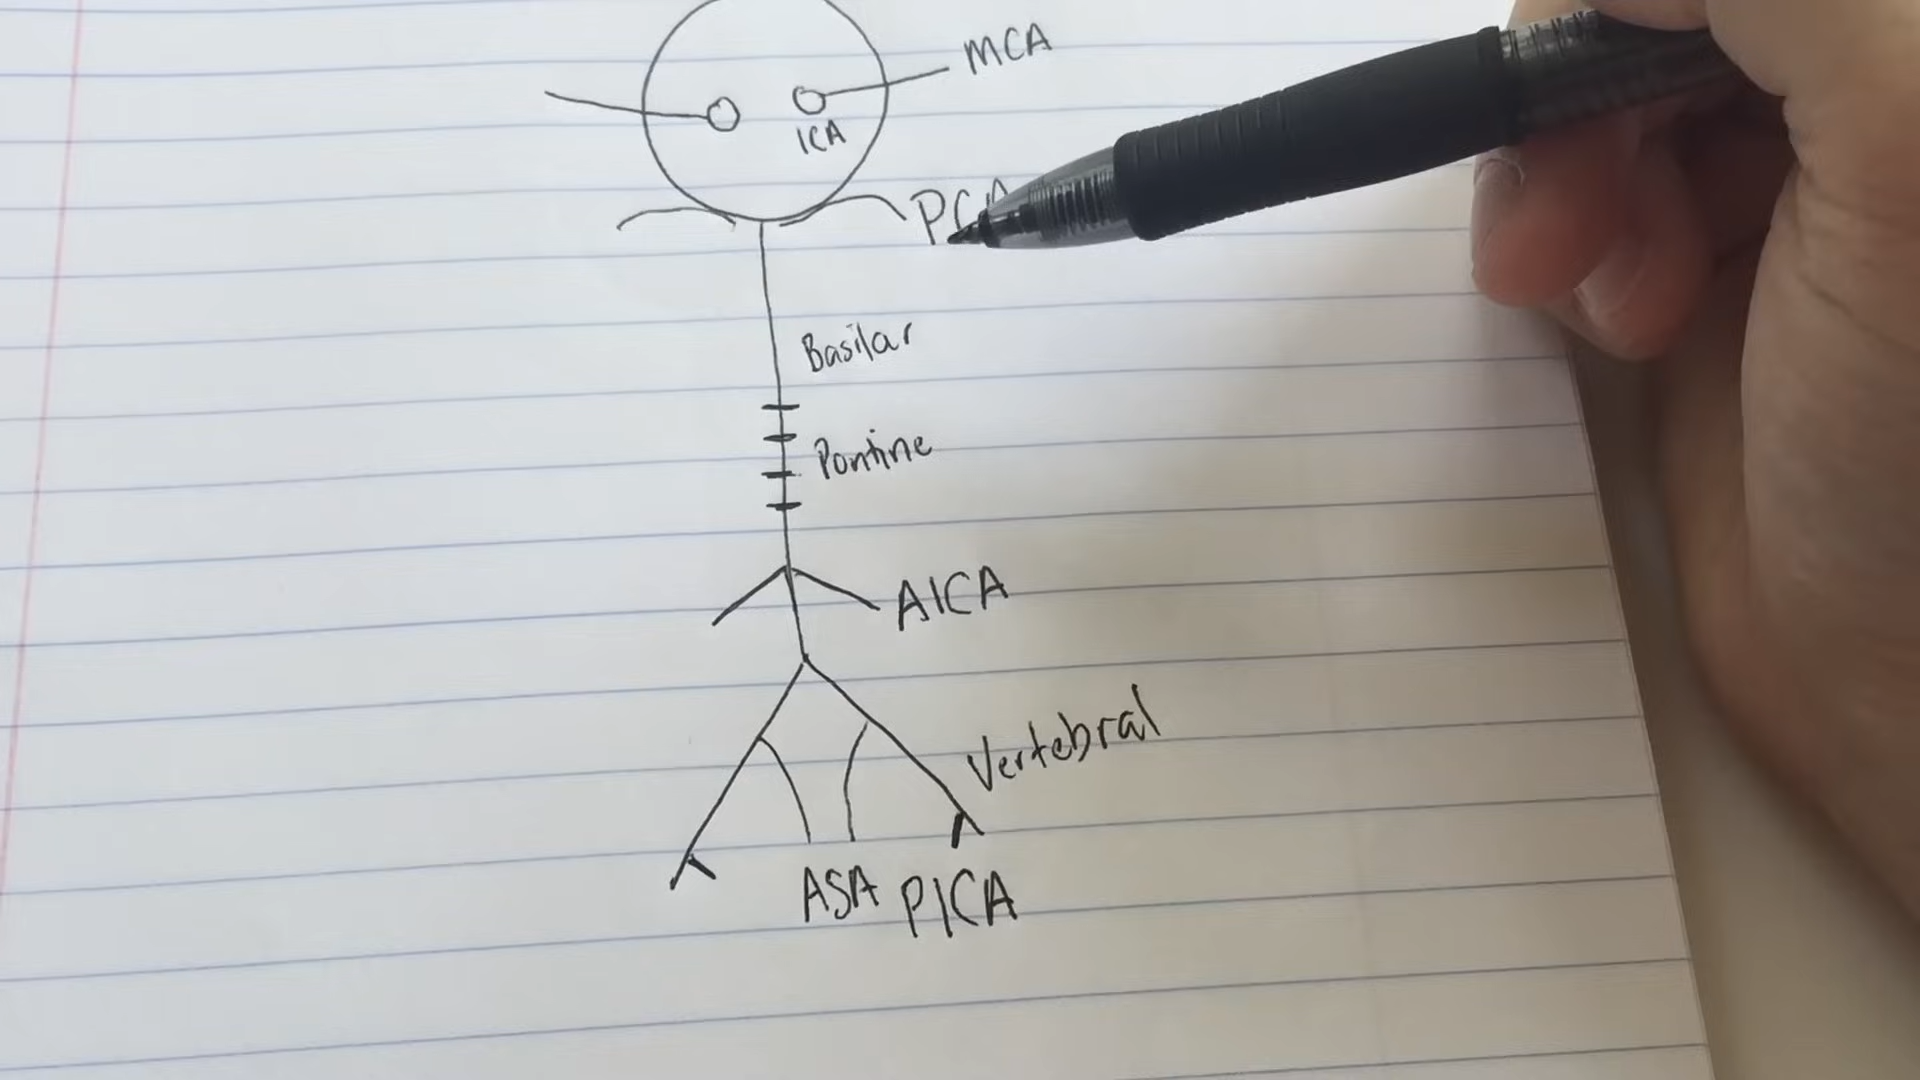 MCA
ICA
PCA
Basilar
Pontine
AICA
Vertebral
ASA PICA